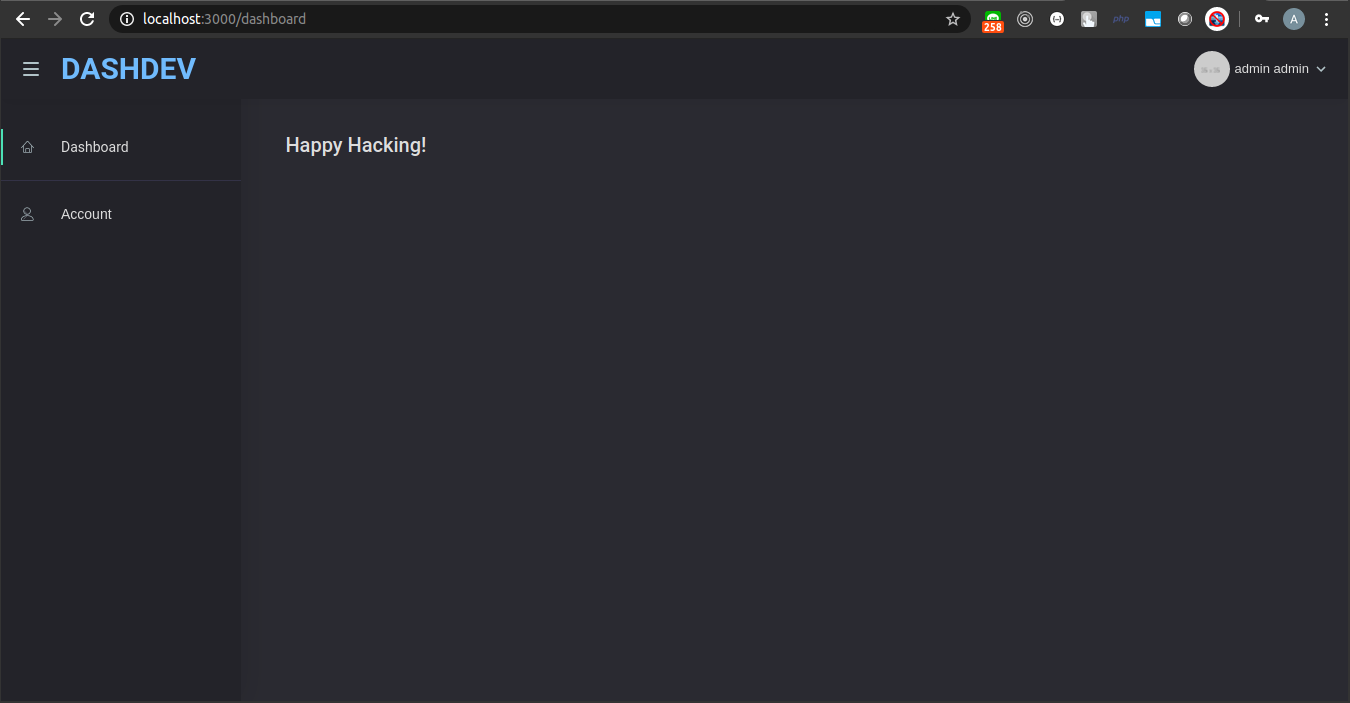 localhost:3000/dashboard
258
php
A
DASHDEV
admin admin
Dashboard
Happy Hacking!
Account